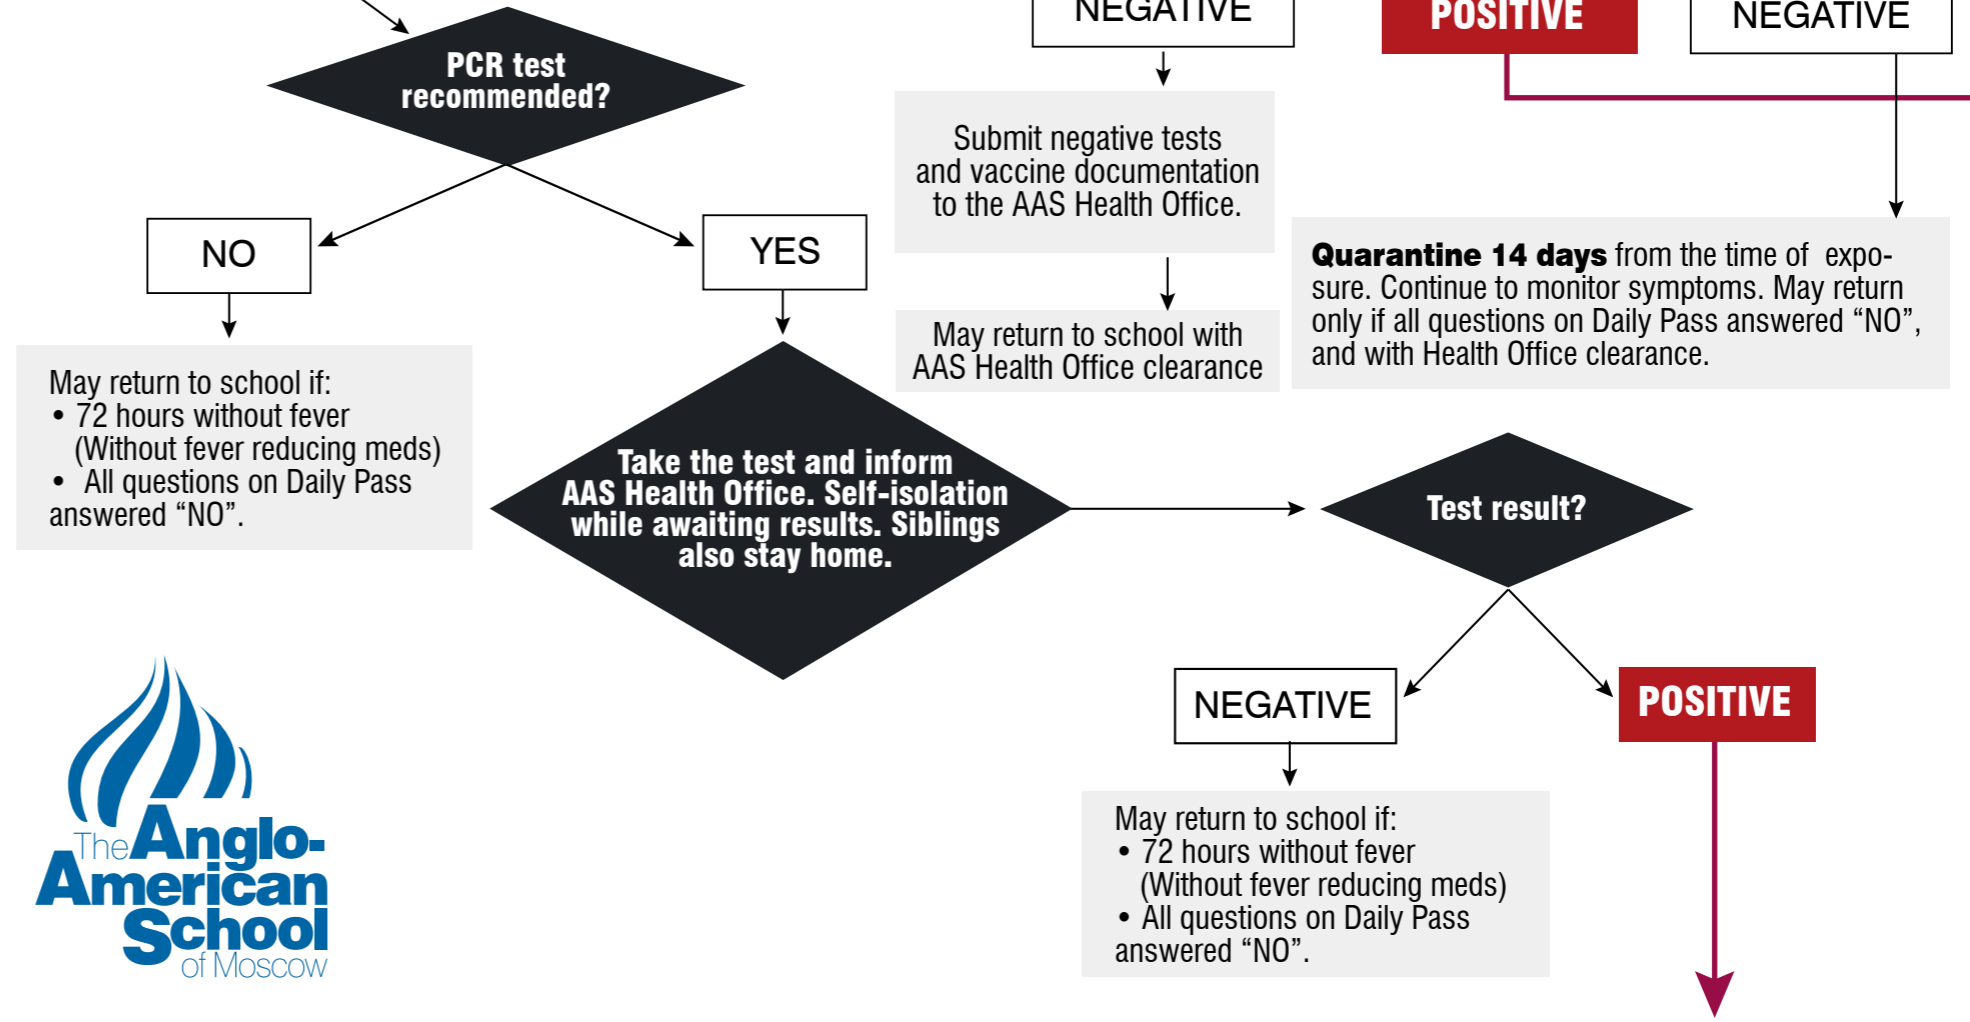 NEGATIVE
POSITIVE
NEGATIVE
PCR test
recommended?
Submit negative tests
and vaccine documentation
to the AAS Health Office.
NO
YES
Quarantine 14 days from the time of expo-
sure. Continue to monitor symptoms. May return
only if all questions on Daily Pass answered “NO”,
and with Health Office clearance.
May return to school with
AAS Health Office clearance
May return to school if:
• 72 hours without fever
(Without fever reducing meds)
• All questions on Daily Pass
answered “NO”.
Take the test and inform
AAS Health Office. Self-isolation
while awaiting results. Siblings
also stay home.
Test result?
NEGATIVE
POSITIVE
May return to school if:
• 72 hours without fever
(Without fever reducing meds)
• All questions on Daily Pass
answered “NO”.
The Anglo-
American
School
of Moscow